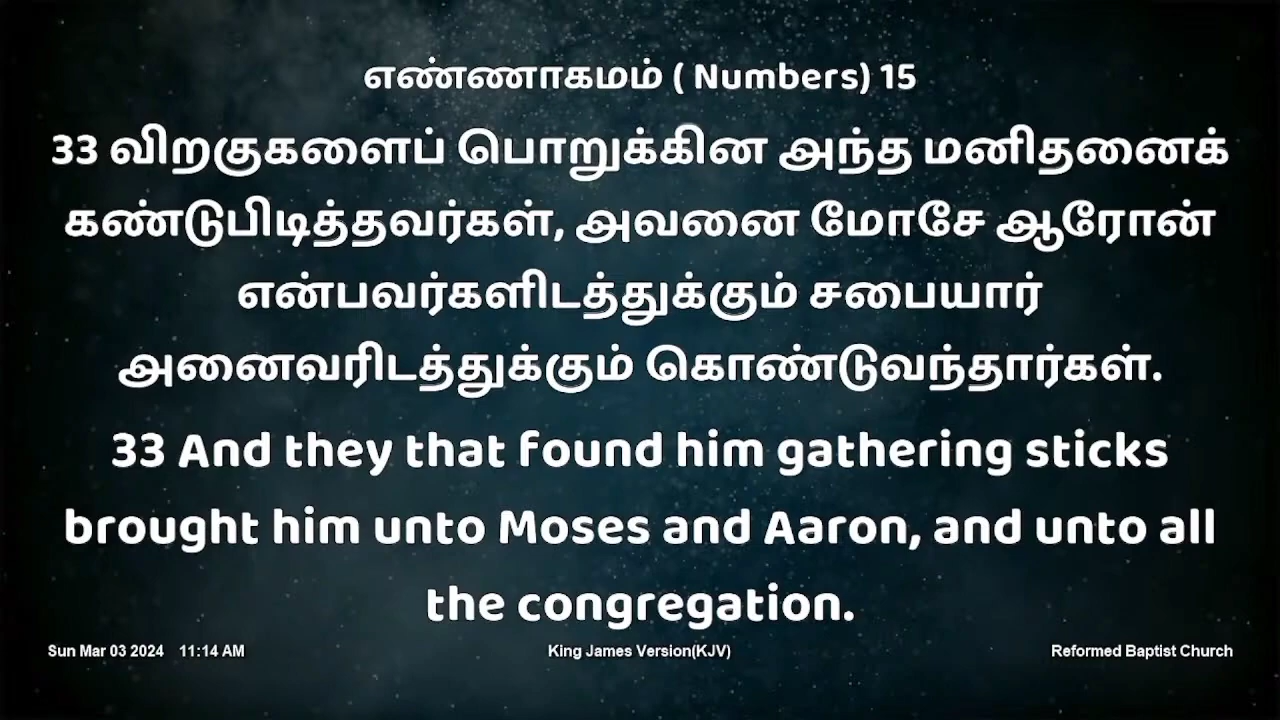 எண்ணாகமம் ( Numbers) 15
33 விறகுகளைப் பொறுக்கின அந்த மனிதனைக்
கண்டுபிடித்தவர்கள், அவனை மோசே ஆரோன்
என்பவர்களிடத்துக்கும் சபையார்
அனைவரிடத்துக்கும் கொண்டுவந்தார்கள்.
33 And they that found him gathering sticks
brought him unto Moses and Aaron, and unto all
the congregation.
Sun Mar 03 2024 11:14 AM King James Version(KJV) Reformed Baptist Church